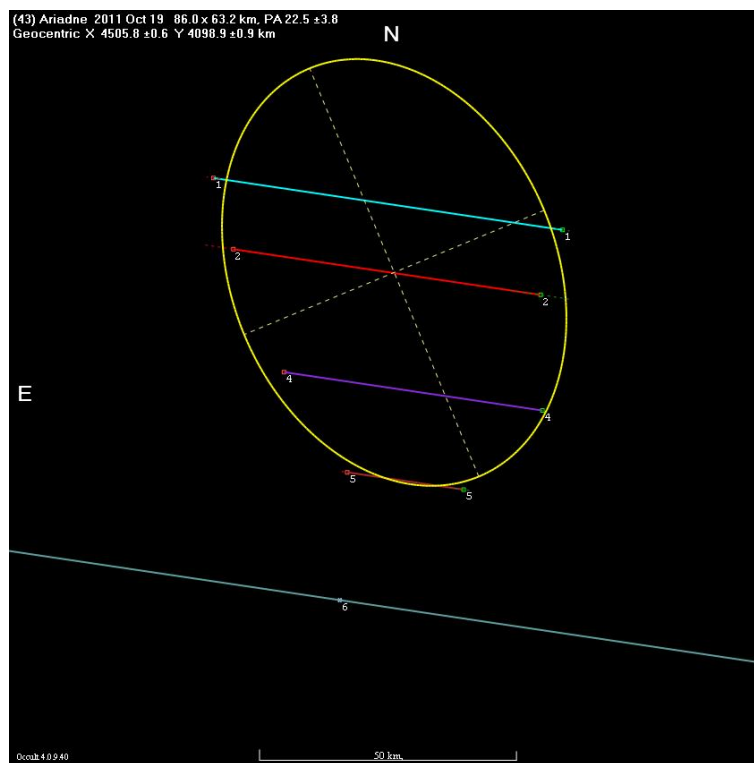 (43) Ariadne 2011 Oct 19 86.0 x 63.2 km, PA 22.5 ±3.8
Geocentric X 4505.8 ±0.6 Y 4098.9 ±0.9 km
N
1
1
2
2
4
E
4
5
5
6
50 km,
Occult 4.0.9.40